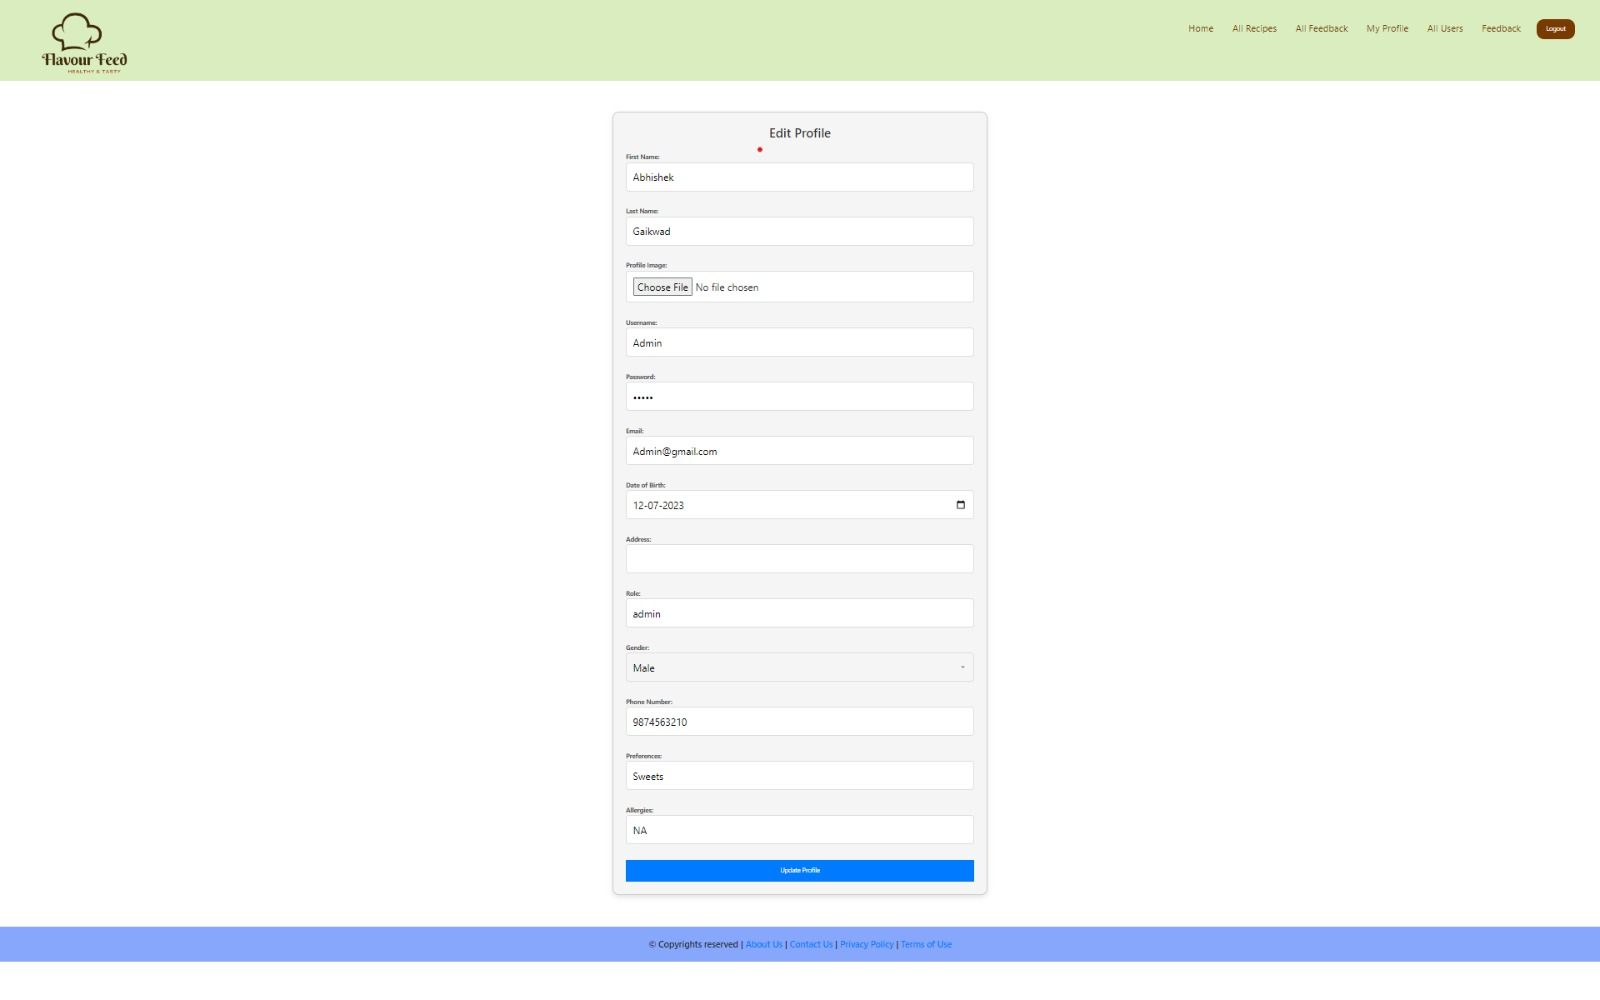 Flavour Feed
HEALTHY & TASTY
Home All Recipes All Feedback My Profile All Users Feedback Logout
Edit Profile
First Name:
Abhishek
Last Name:
Gaikwad
Profile Image:
Choose File No file chosen
Username:
Admin
Password:
•••••
Email:
Admin@gmail.com
Date of Birth:
12-07-2023
Address:
Role:
admin
Gender:
Male
Phone Number:
9874563210
Preferences:
Sweets
Allergies:
NA
Update Profile
© Copyrights reserved | About Us | Contact Us | Privacy Policy | Terms of Use